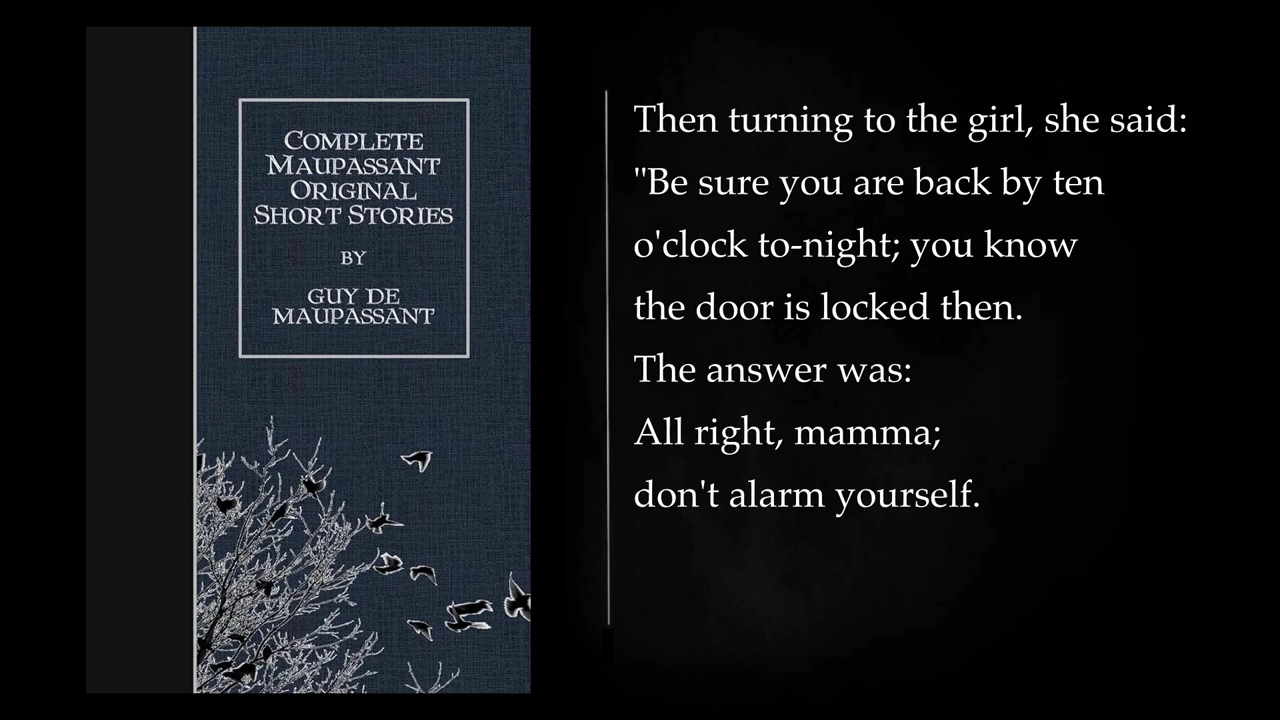 COMPLETE
MAUPASSANT
ORIGINAL
SHORT STORIES
BY
GUY DE
MAUPASSANT
Then turning to the girl, she said:
"Be sure you are back by ten
o'clock to-night; you know
the door is locked then.
The answer was:
All right, mamma;
don't alarm yourself.